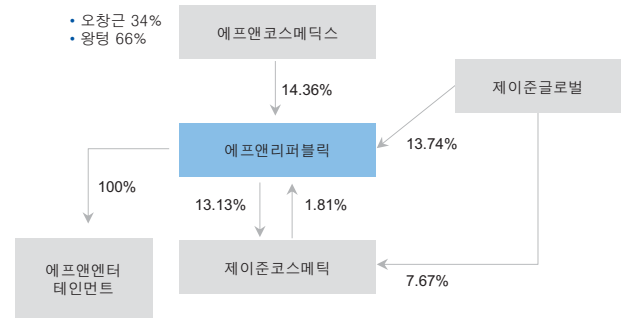 • 오창근 34%
• 왕텅 66%
에프앤코스메딕스
14.36%
제이준글로벌
에프앤리퍼블릭
13.74%
100%
13.13%
1.81%
에프앤엔터
테인먼트
제이준코스메틱
7.67%